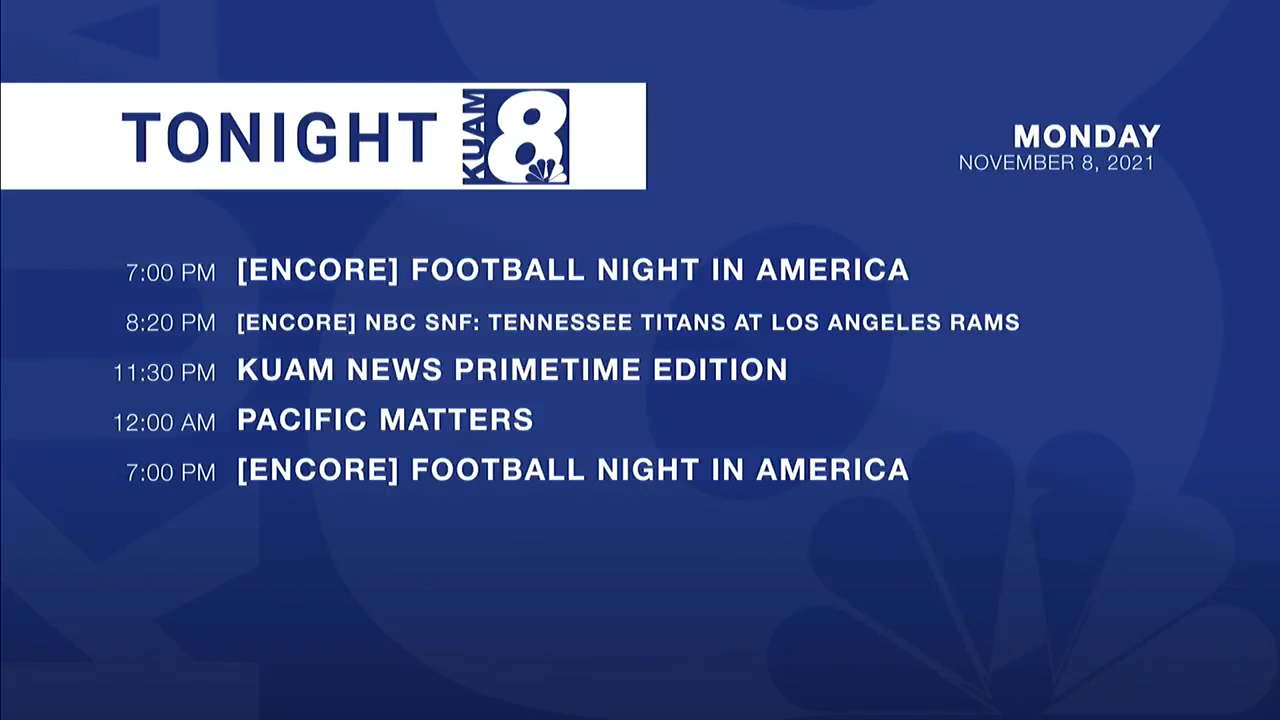 TONIGHT
KUAM
8
MONDAY
NOVEMBER 8, 2021
7:00 PM [ENCORE] FOOTBALL NIGHT IN AMERICA
8:20 PM [ENCORE] NBC SNF: TENNESSEE TITANS AT LOS ANGELES RAMS
11:30 PM KUAM NEWS PRIMETIME EDITION
12:00 AM PACIFIC MATTERS
7:00 PM [ENCORE] FOOTBALL NIGHT IN AMERICA